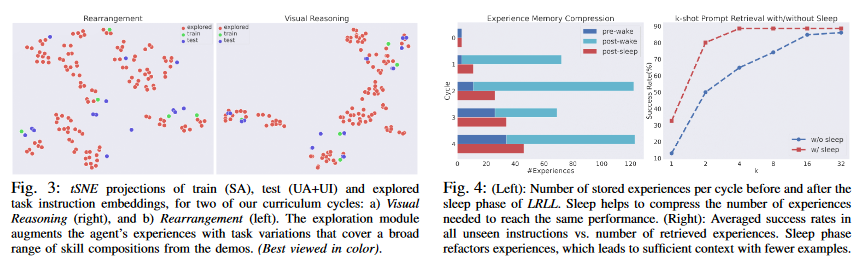 Rearrangement
explored
train
test
Visual Reasoning
explored
train
test
Fig. 3: tSNE projections of train (SA), test (UA+UI) and explored
task instruction embeddings, for two of our curriculum cycles: a) Visual
Reasoning (right), and b) Rearrangement (left). The exploration module
augments the agent's experiences with task variations that cover a broad
range of skill compositions from the demos. (Best viewed in color).
Experience Memory Compression
pre-wake
post-wake
post-sleep
Cycle
0
1
2
3
4
0 20 40 60 80 100 120
#Experiences
k-shot Prompt Retrieval with/without Sleep
Success Rate(%)
90
80
70
60
50
40
30
20
10
w/o sleep
w/ sleep
1 2 4 8 16 32
k
Fig. 4: (Left): Number of stored experiences per cycle before and after the
sleep phase of LRLL. Sleep helps to compress the number of experiences
needed to reach the same performance. (Right): Averaged success rates in
all unseen instructions vs. number of retrieved experiences. Sleep phase
refactors experiences, which leads to sufficient context with fewer examples.